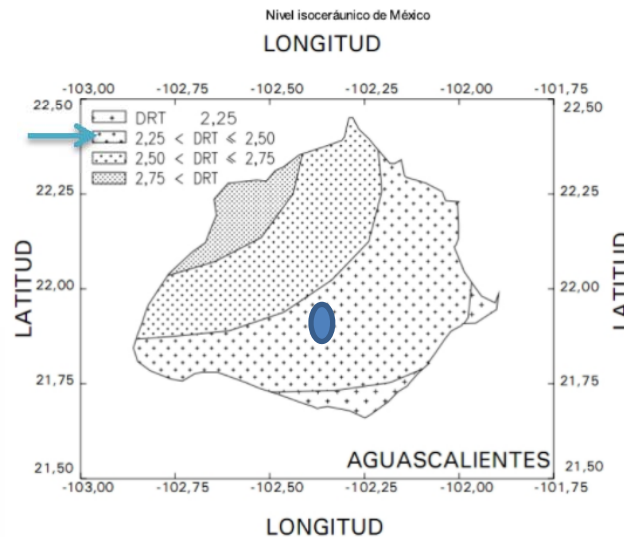 Nivel isoceráunico de México
LONGITUD
-103,00 -102,75 -102,50 -102,25 -102,00 -101,75
22,50 22,50
DRT 2,25
2,25 < DRT ⩽ 2,50
2,50 < DRT ⩽ 2,75
2,75 < DRT
22,25 22,25
LATITUD
LATITUD
22,00 22,00
21,75 21,75
AGUASCALIENTES
21,50 21,50
-103,00 -102,75 -102,50 -102,25 -102,00 -101,75
LONGITUD